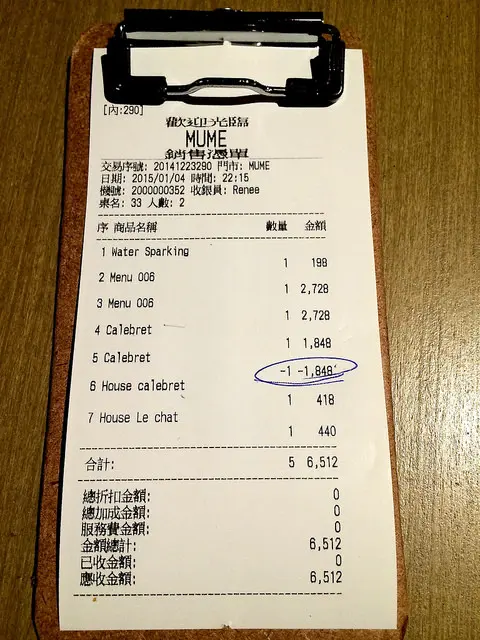 [內:290]
歡迎光臨
MUME
銷售憑單
交易序號: 20141223290 門市: MUME
日期: 2015/01/04 時間: 22:15
機號: 2000000352 收銀員: Renee
桌名: 33 人數: 2
序 商品名稱 數量 金額
1 Water Sparking
1 198
2 Menu 006
1 2,728
3 Menu 006
1 2,728
4 Calebret
1 1,848
5 Calebret
-1 -1,848
6 House calebret
1 418
7 House Le chat
1 440
合計: 5 6,512
總折扣金額: 0
總加成金額: 0
服務費金額: 0
金額總計: 6,512
已收金額: 0
應收金額: 6,512